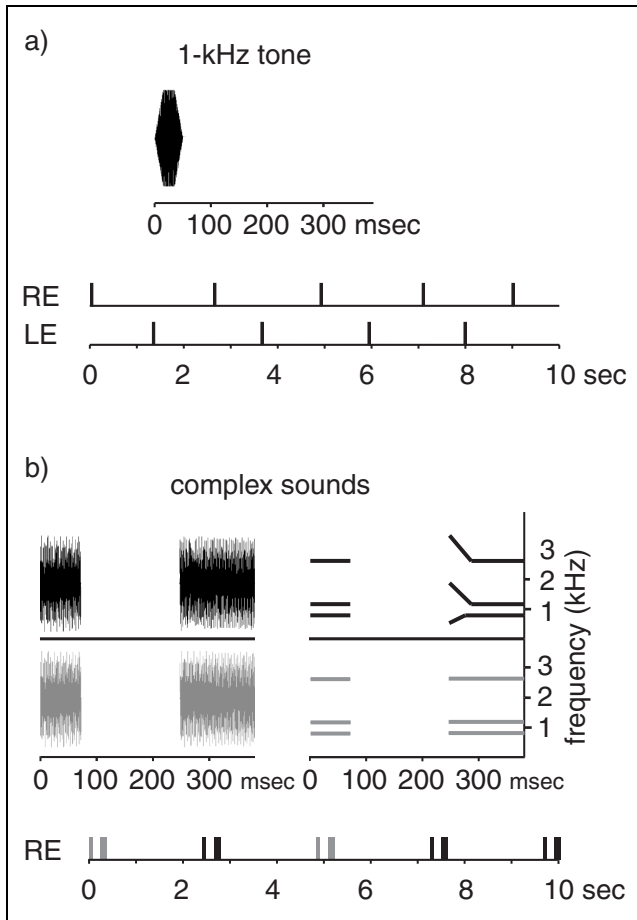 a)
1-kHz tone
0 100 200 300 msec
RE
LE
0 2 4 6 8 10 sec
b)
complex sounds
3
2
1
3
2
1
frequency (kHz)
0 100 200 300 msec 0 100 200 300 msec
RE
0 2 4 6 8 10 sec